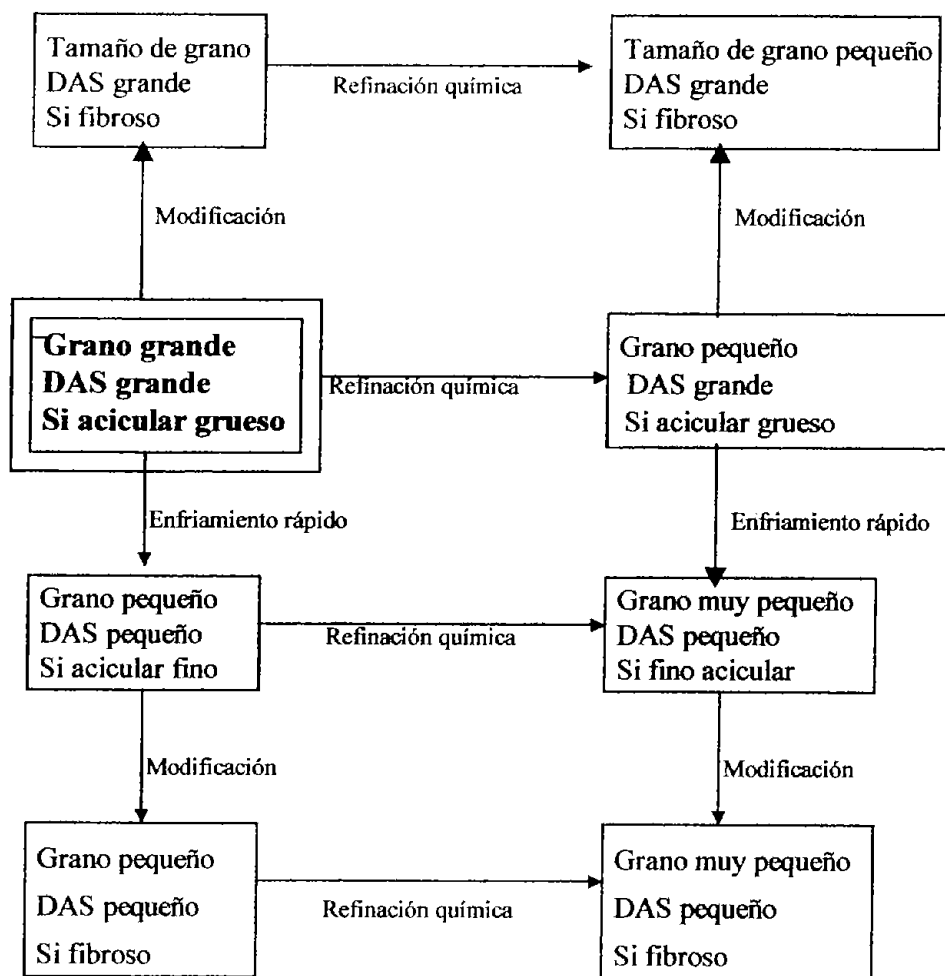 Tamaño de grano
DAS grande
Si fibroso
Refinación química
Tamaño de grano pequeño
DAS grande
Si fibroso
Modificación
Modificación
Grano grande
DAS grande
Si acicular grueso
Refinación química
Grano pequeño
DAS grande
Si acicular grueso
Enfriamiento rápido
Enfriamiento rápido
Grano pequeño
DAS pequeño
Si acicular fino
Refinación química
Grano muy pequeño
DAS pequeño
Si fino acicular
Modificación
Modificación
Grano pequeño
DAS pequeño
Si fibroso
Refinación química
Grano muy pequeño
DAS pequeño
Si fibroso